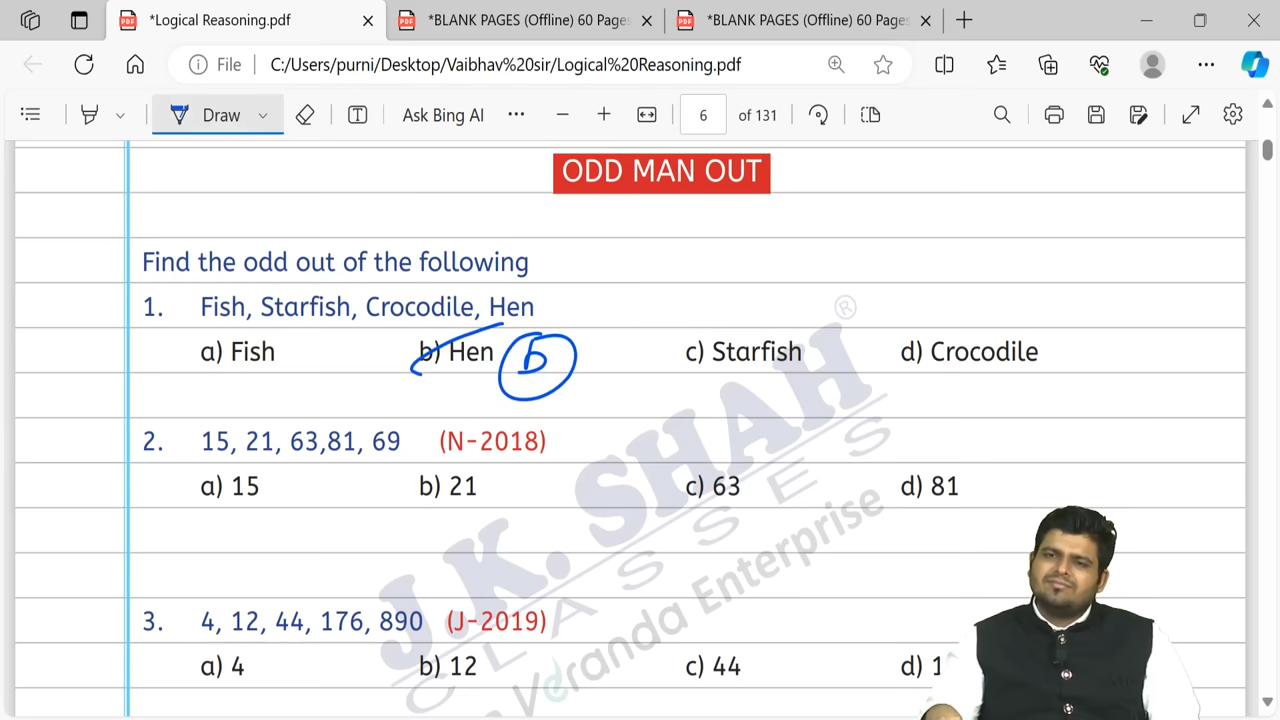 *Logical Reasoning.pdf
*BLANK PAGES (Offline) 60 Pages
*BLANK PAGES (Offline) 60 Pages
File
C:/Users/purni/Desktop/Vaibhav%20sir/Logical%20Reasoning.pdf
Draw
Ask Bing AI
6 of 131
ODD MAN OUT
Find the odd out of the following
1. Fish, Starfish, Crocodile, Hen
a) Fish b) Hen b c) Starfish d) Crocodile
2. 15, 21, 63,81, 69 (N-2018)
a) 15 b) 21 c) 63 d) 81
3. 4, 12, 44, 176, 890 (J-2019)
a) 4 b) 12 c) 44 d) 1
J.K. SHAH ®
CLASSES
Veranda Enterprise